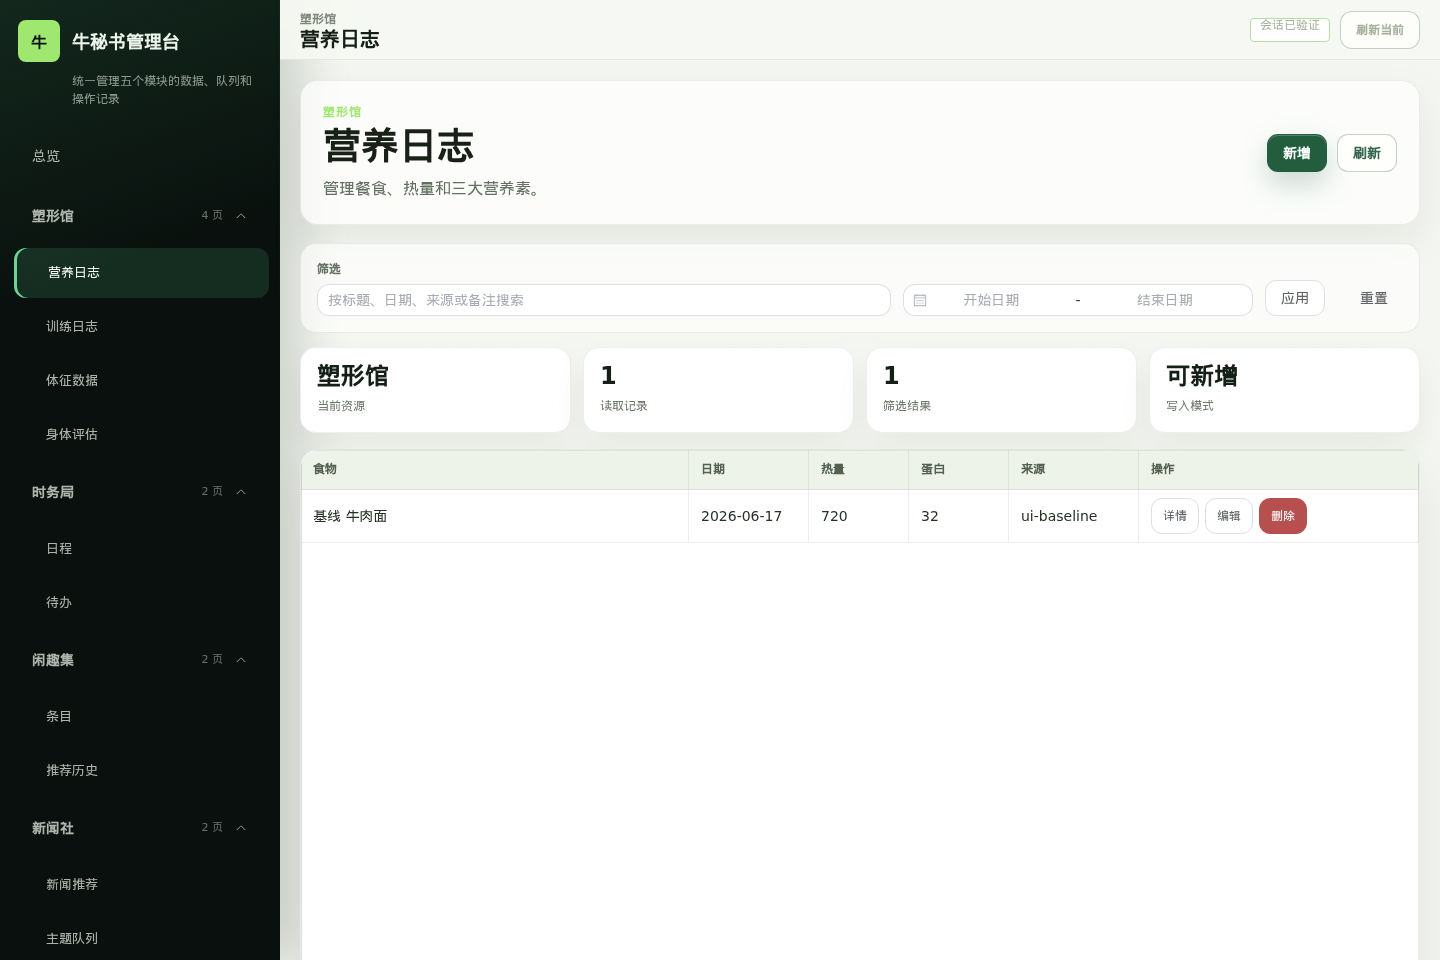 牛
牛秘书管理台
统一管理五个模块的数据、队列和
操作记录
总览
塑形馆 4 页
营养日志
训练日志
体征数据
身体评估
时务局 2 页
日程
待办
闲趣集 2 页
条目
推荐历史
新闻社 2 页
新闻推荐
主题队列
塑形馆
营养日志
会话已验证
刷新当前
塑形馆
营养日志
管理餐食、热量和三大营养素。
新增
刷新
筛选
按标题、日期、来源或备注搜索
开始日期 - 结束日期
应用
重置
塑形馆
当前资源
1
读取记录
1
筛选结果
可新增
写入模式
食物 日期 热量 蛋白 来源 操作
基线 牛肉面 2026-06-17 720 32 ui-baseline 详情 编辑 删除